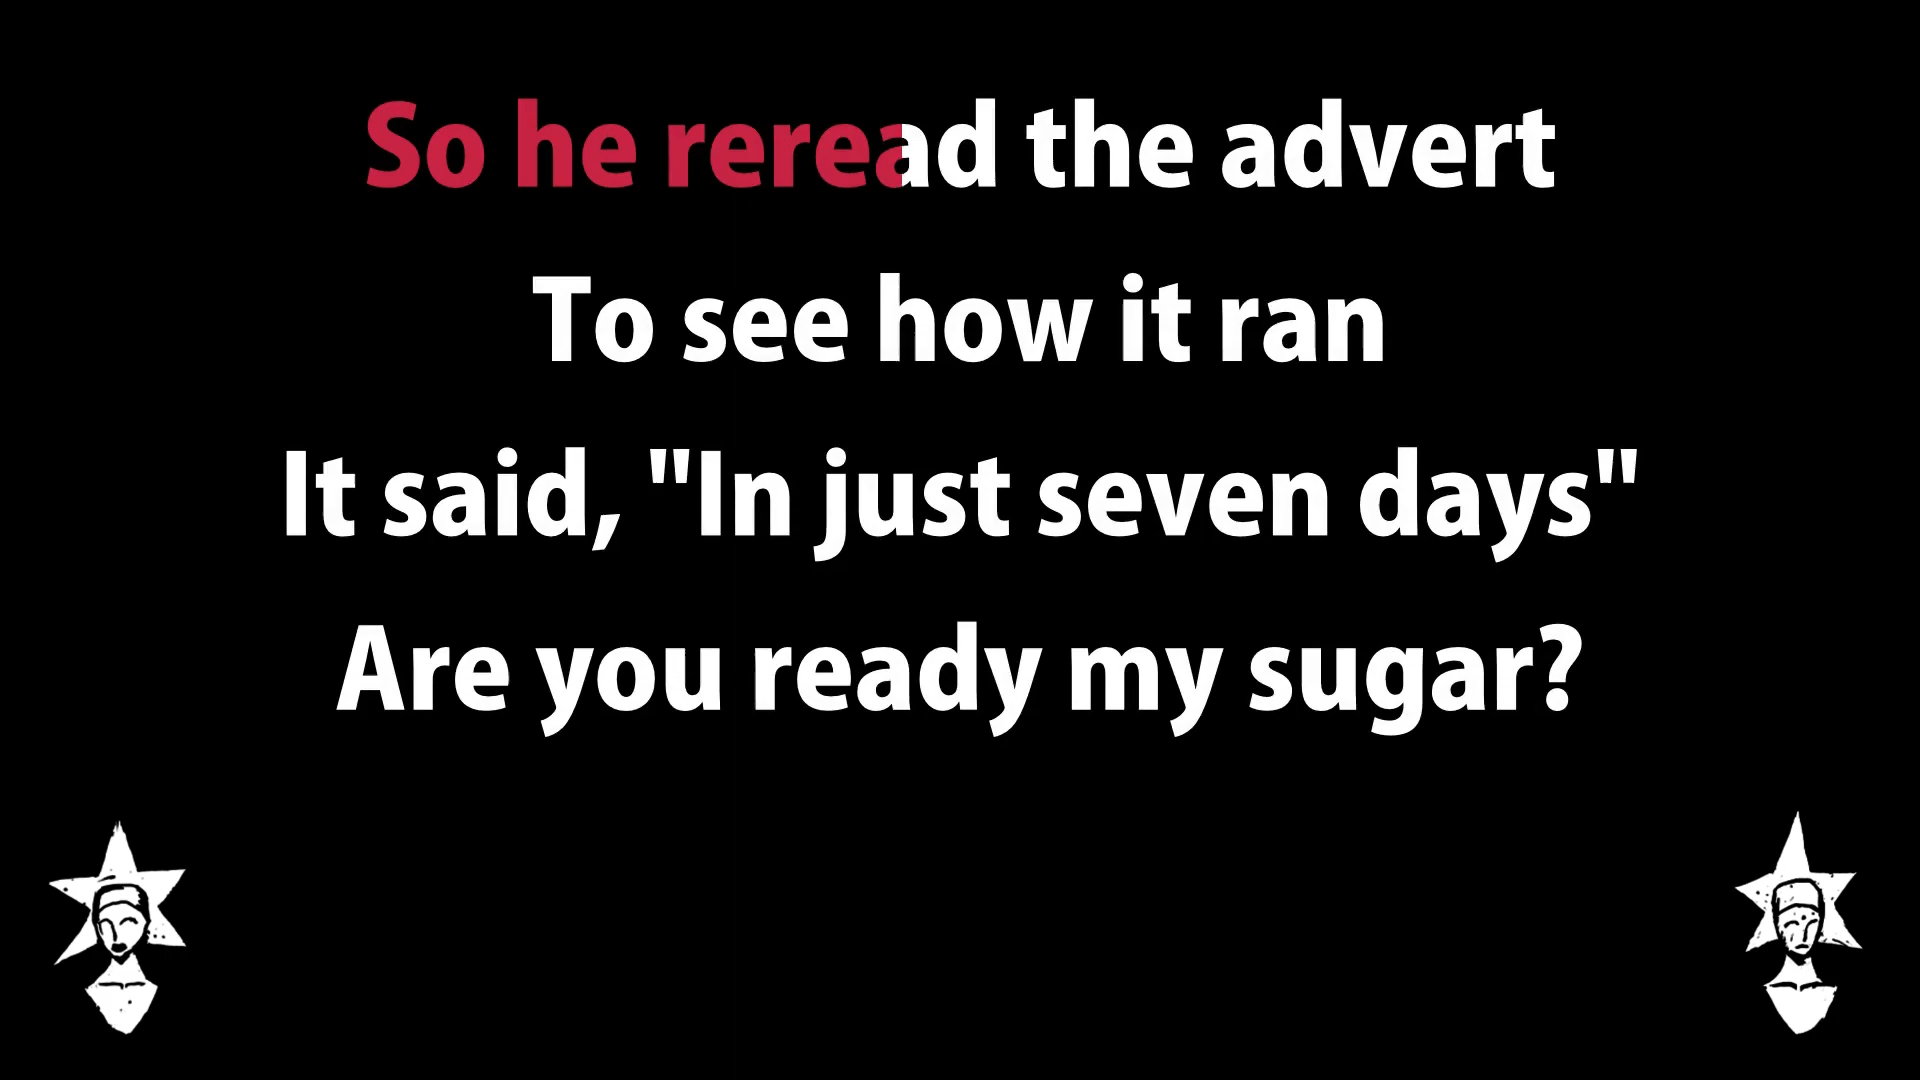 So he reread the advert
To see how it ran
It said, "In just seven days"
Are you ready my sugar?